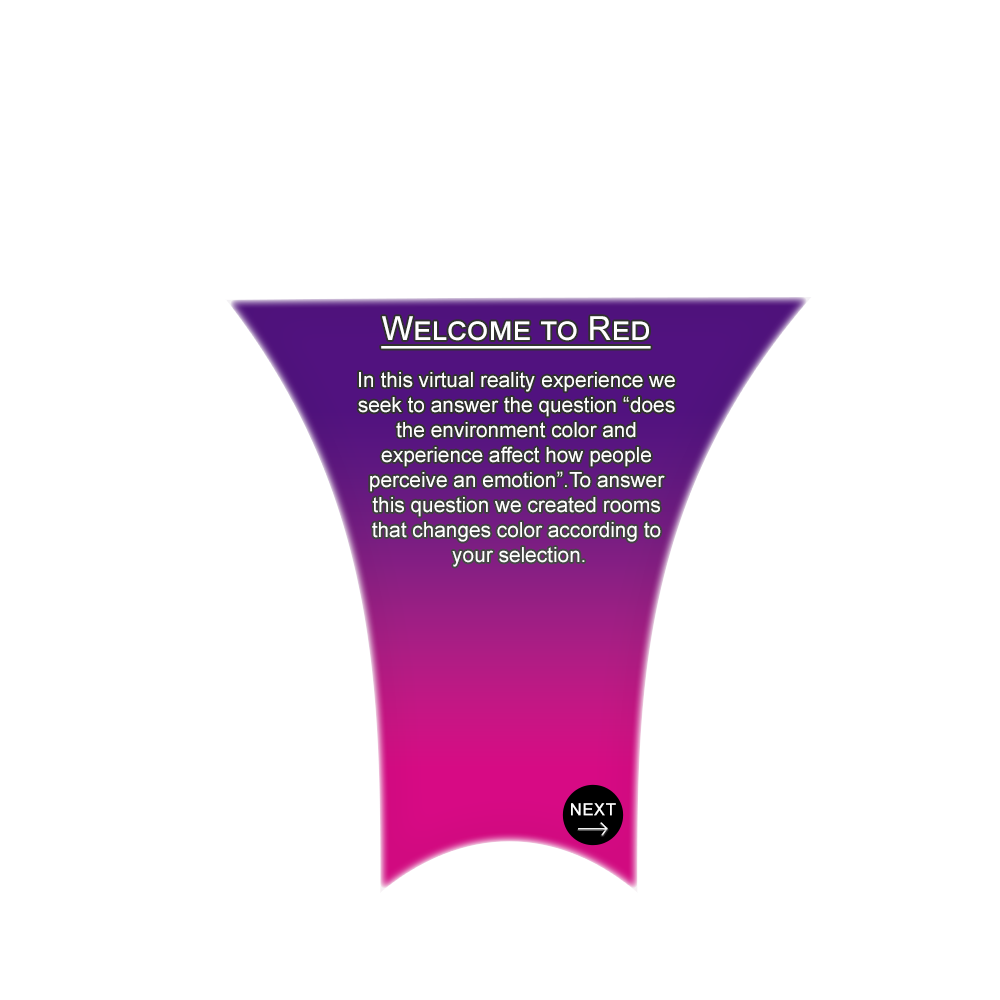 Welcome to Red
In this virtual reality experience we
seek to answer the question “does
the environment color and
experience affect how people
perceive an emotion”.To answer
this question we created rooms
that changes color according to
your selection.
NEXT